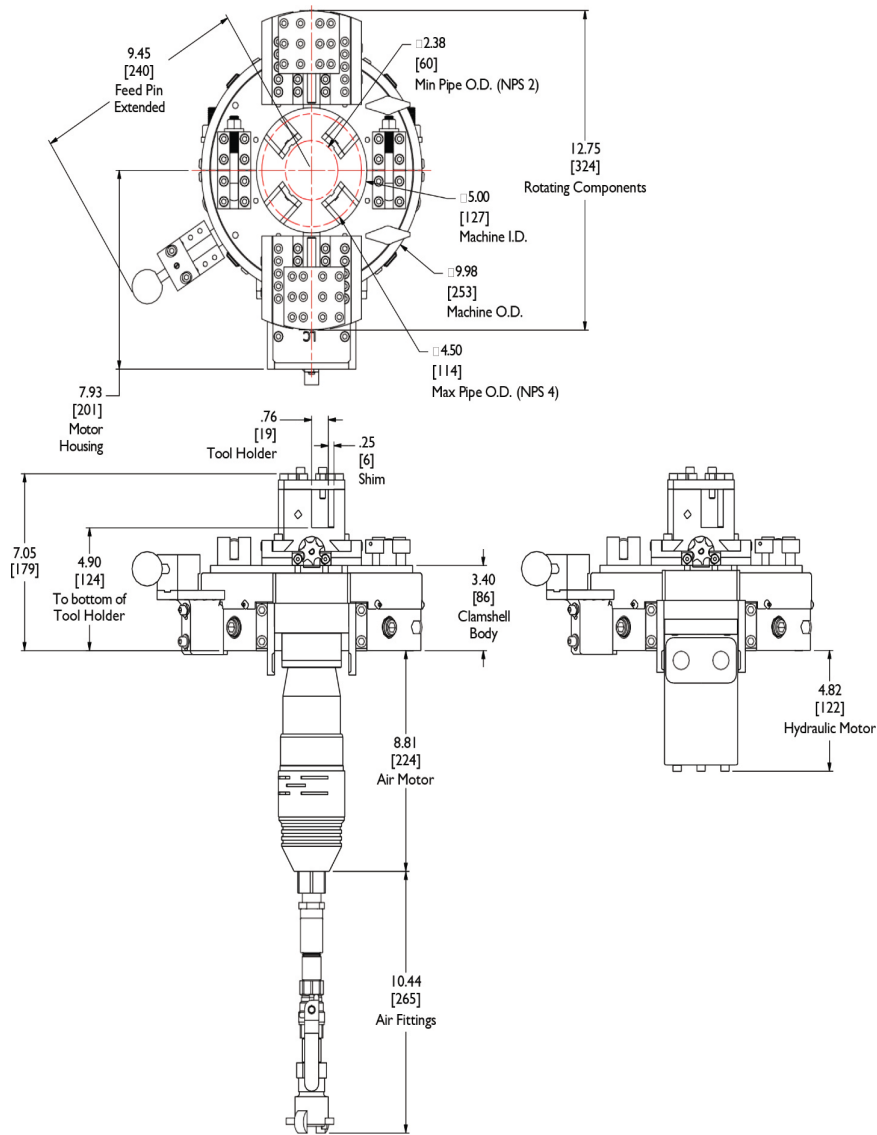 9.45
[240]
Feed Pin
Extended
□2.38
[60]
Min Pipe O.D. (NPS 2)
12.75
[324]
Rotating Components
□5.00
[127]
Machine I.D.
□9.98
[253]
Machine O.D.
□4.50
[114]
Max Pipe O.D. (NPS 4)
7.93
[201]
Motor
Housing
.76
[19]
Tool Holder
.25
[6]
Shim
7.05
[179]
4.90
[124]
To bottom of
Tool Holder
3.40
[86]
Clamshell
Body
8.81
[224]
Air Motor
4.82
[122]
Hydraulic Motor
10.44
[265]
Air Fittings